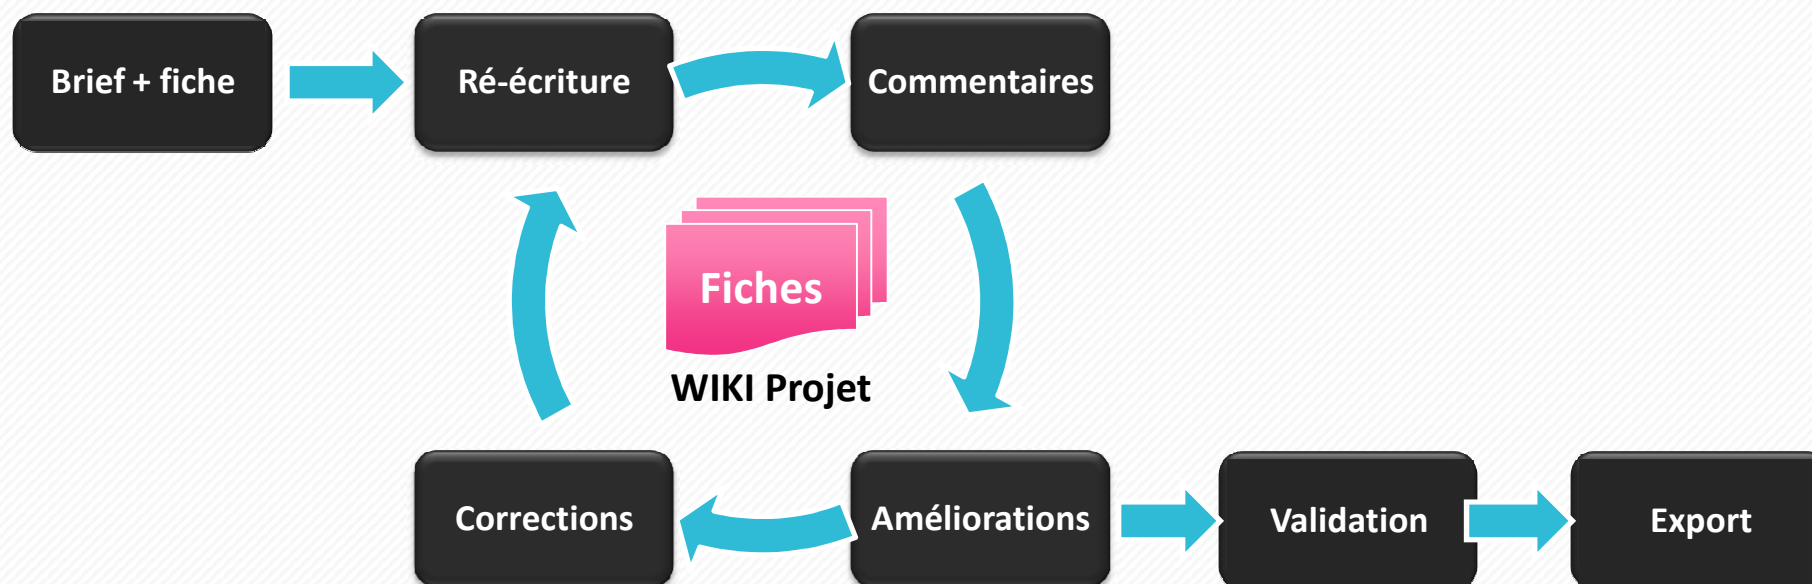 Brief + fiche
Ré-écriture
Commentaires
Fiches
WIKI Projet
Corrections
Améliorations
Validation
Export